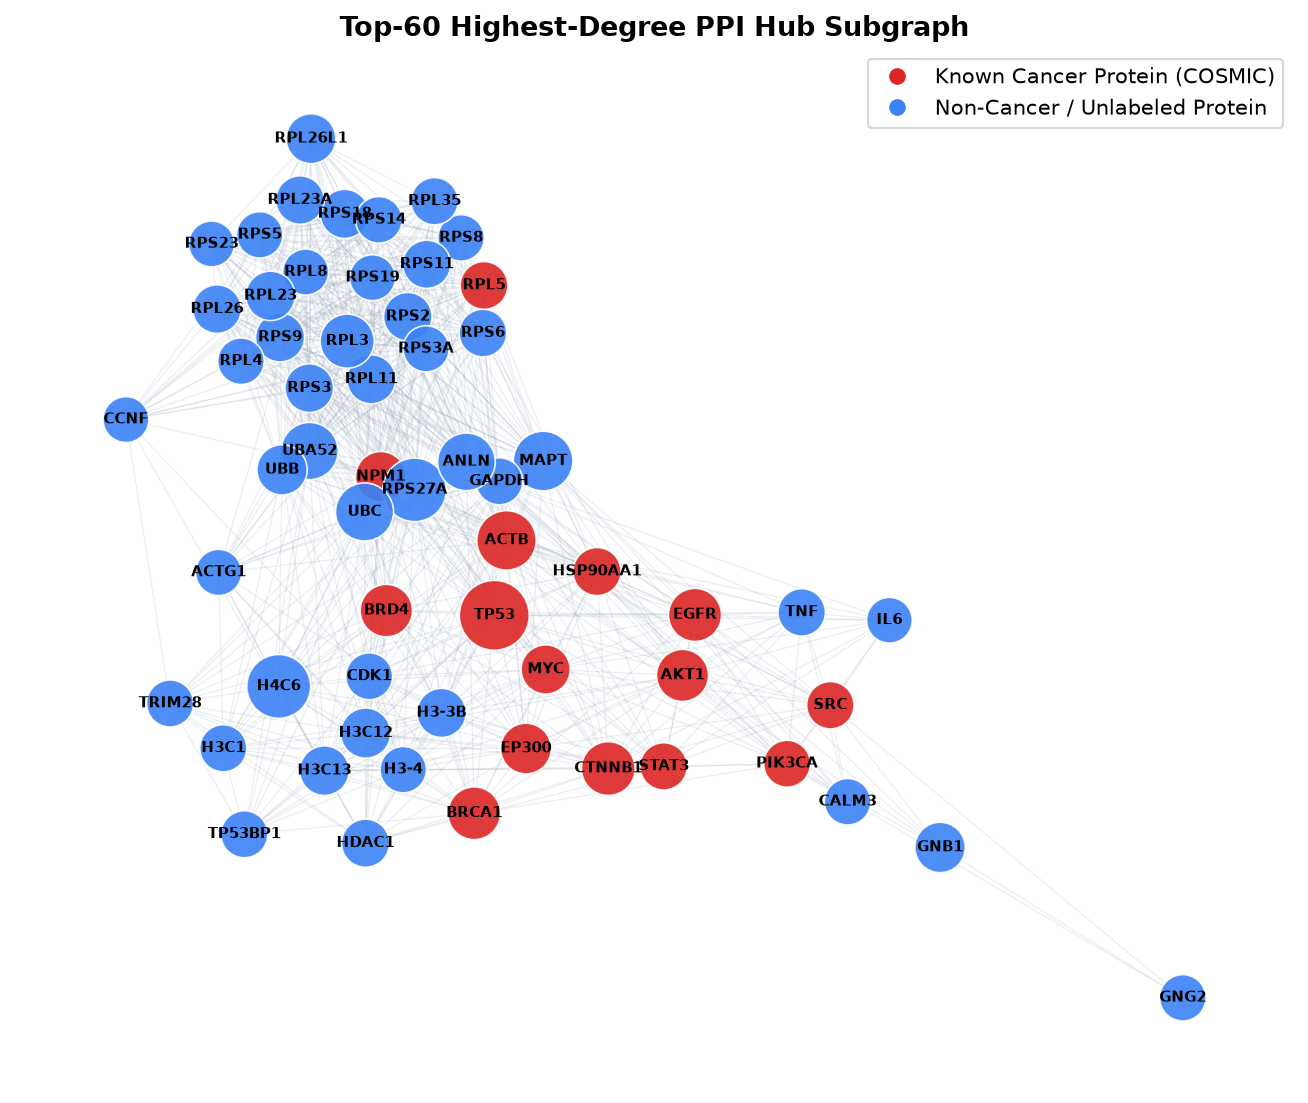 Top-60 Highest-Degree PPI Hub Subgraph
Known Cancer Protein (COSMIC)
Non-Cancer / Unlabeled Protein
RPL26L1
RPL23A
RPL35
RPS18
RPS14
RPS5
RPS8
RPS23
RPS11
RPL8
RPS19
RPL5
RPL23
RPL26
RPS2
RPS6
RPS9
RPL3
RPS3A
RPL4
RPL11
RPS3
CCNF
UBA52
ANLN
MAPT
UBB
NPM1
GAPDH
RPS27A
UBC
ACTB
ACTG1
HSP90AA1
BRD4
TP53
EGFR
TNF
IL6
MYC
AKT1
CDK1
H4C6
TRIM28
SRC
H3-3B
H3C12
H3C1
EP300
PIK3CA
STAT3
CTNNB1
H3C13
H3-4
CALM3
BRCA1
TP53BP1
HDAC1
GNB1
GNG2